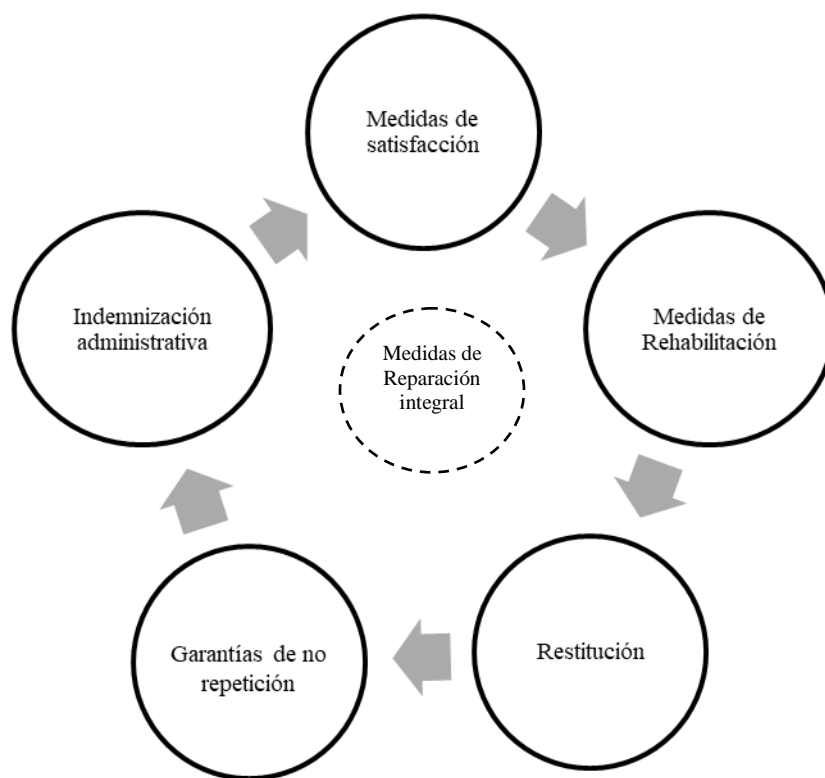 Medidas de
satisfacción
Medidas de
Rehabilitación
Restitución
Garantías de no
repetición
Indemnización
administrativa
Medidas de
Reparación
integral